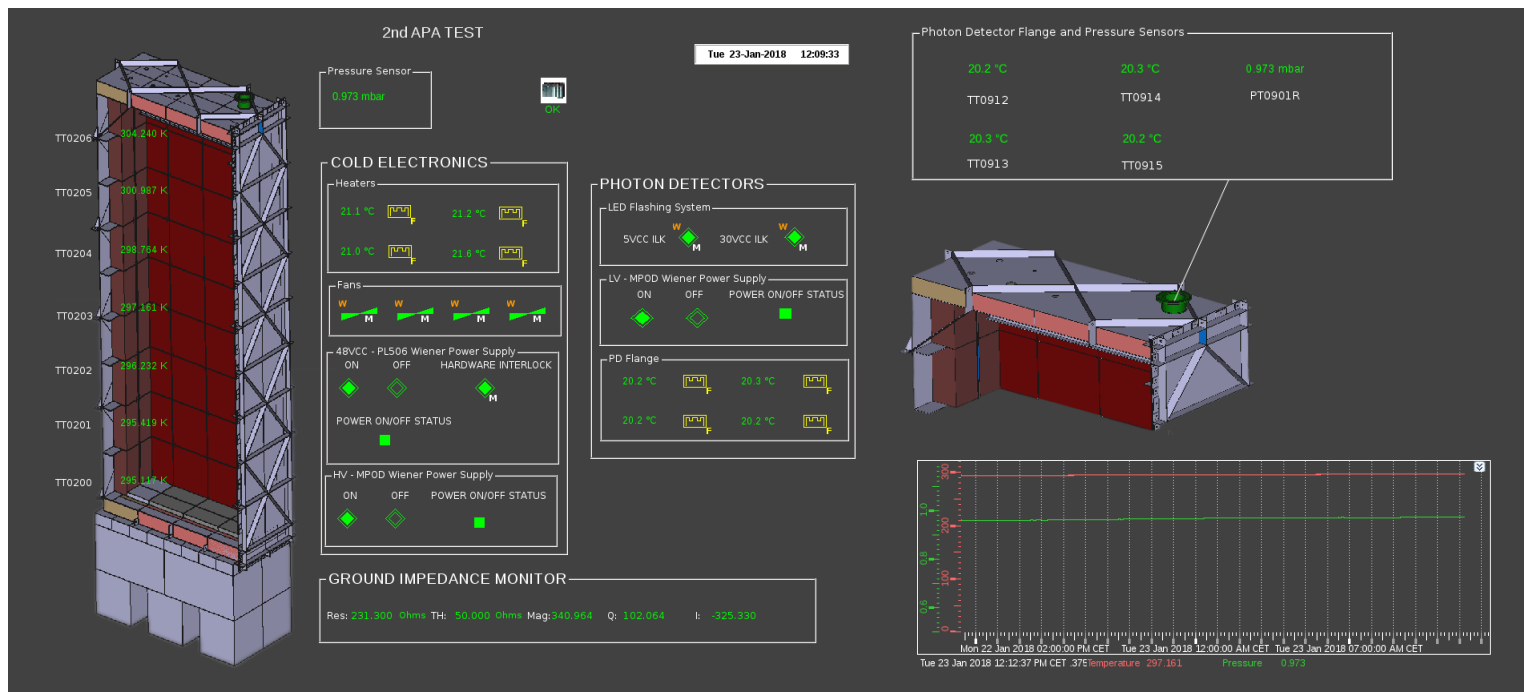 2nd APA TEST
Tue 23-Jan-2018 12:09:33
Pressure Sensor
0.973 mbar
OK
TT0206 304.240 K
TT0205 300.987 K
TT0204 298.764 K
TT0203 297.161 K
TT0202 296.232 K
TT0201 295.419 K
TT0200 295.117 K
COLD ELECTRONICS
Heaters
21.1 °C F 21.2 °C F
21.0 °C F 21.6 °C F
Fans
W W W W
M M M M
48VCC - PL506 Wiener Power Supply
ON OFF HARDWARE INTERLOCK
M
POWER ON/OFF STATUS
HV - MPOD Wiener Power Supply
ON OFF POWER ON/OFF STATUS
PHOTON DETECTORS
LED Flashing System
W W
5VCC ILK M 30VCC ILK M
LV - MPOD Wiener Power Supply
ON OFF POWER ON/OFF STATUS
PD Flange
20.2 °C F 20.3 °C F
20.2 °C F 20.2 °C F
GROUND IMPEDANCE MONITOR
Res: 231.300 Ohms TH: 50.000 Ohms Mag:340.964 Q: 102.064 I: -325.330
Photon Detector Flange and Pressure Sensors
20.2 °C 20.3 °C 0.973 mbar
TT0912 TT0914 PT0901R
20.3 °C 20.2 °C
TT0913 TT0915
1.0
0.8
0.6
300
200
100
0
Mon 22 Jan 2018 02:00:00 PM CET Tue 23 Jan 2018 12:00:00 AM CET Tue 23 Jan 2018 07:00:00 AM CET
Tue 23 Jan 2018 12:12:37 PM CET .375 Temperature 297.161 Pressure 0.973